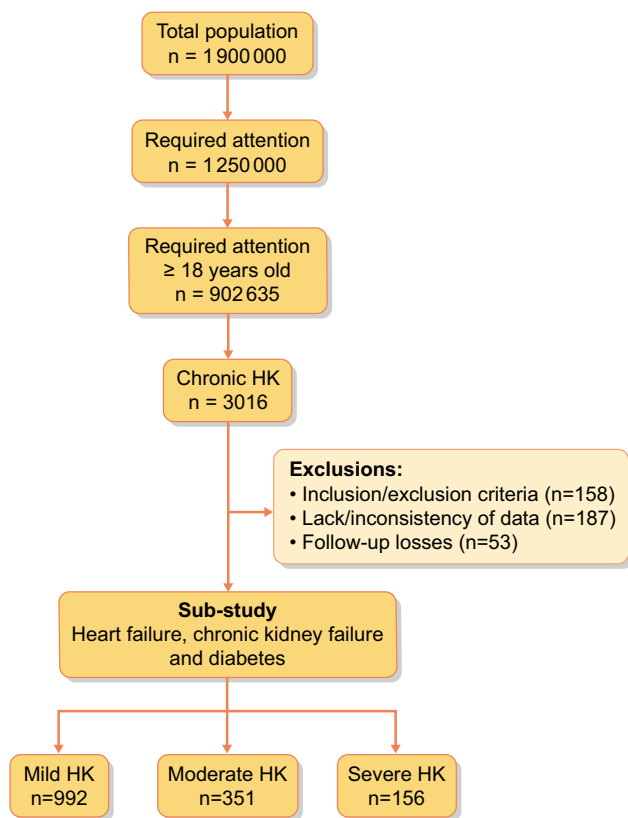 Total population
n = 1 900 000
Required attention
n = 1 250 000
Required attention
≥ 18 years old
n = 902 635
Chronic HK
n = 3016
Exclusions:
• Inclusion/exclusion criteria (n=158)
• Lack/inconsistency of data (n=187)
• Follow-up losses (n=53)
Sub-study
Heart failure, chronic kidney failure
and diabetes
Mild HK
n=992
Moderate HK
n=351
Severe HK
n=156